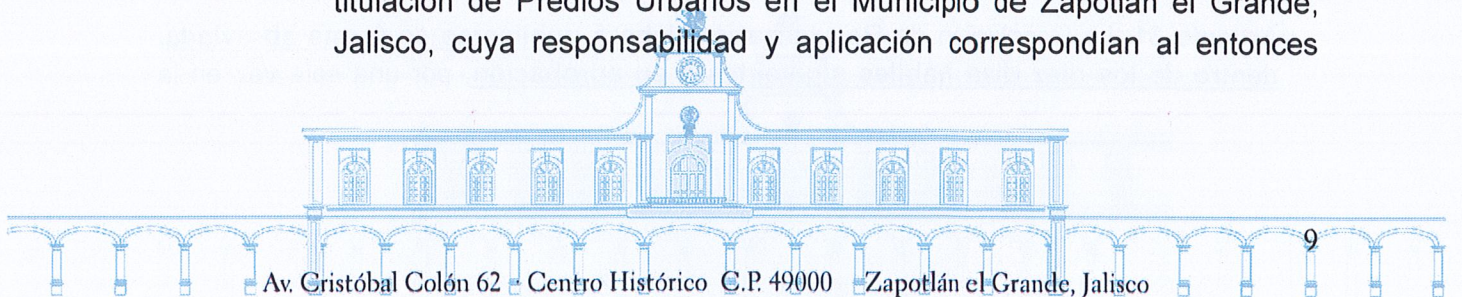 titulación de Predios Urbanos en el Municipio de Zapotlán el Grande,
Jalisco, cuya responsabilidad y aplicación correspondían al entonces
9
Av. Cristóbal Colón 62 - Centro Histórico C.P. 49000 Zapotlán el Grande, Jalisco